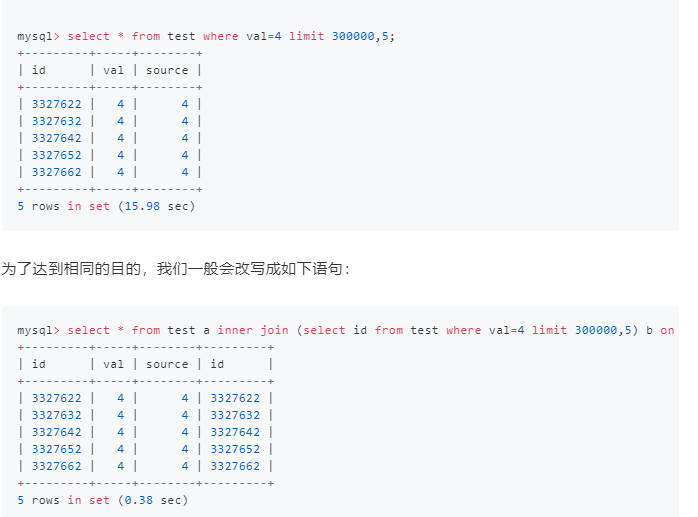 mysql> select * from test where val=4 limit 300000,5;
+---------+-----+--------+
| id      | val | source |
+---------+-----+--------+
| 3327622 |   4 |      4 |
| 3327632 |   4 |      4 |
| 3327642 |   4 |      4 |
| 3327652 |   4 |      4 |
| 3327662 |   4 |      4 |
+---------+-----+--------+
5 rows in set (15.98 sec)
为了达到相同的目的，我们一般会改写成如下语句：
mysql> select * from test a inner join (select id from test where val=4 limit 300000,5) b on
+---------+-----+--------+---------+
| id      | val | source | id      |
+---------+-----+--------+---------+
| 3327622 |   4 |      4 | 3327622 |
| 3327632 |   4 |      4 | 3327632 |
| 3327642 |   4 |      4 | 3327642 |
| 3327652 |   4 |      4 | 3327652 |
| 3327662 |   4 |      4 | 3327662 |
+---------+-----+--------+---------+
5 rows in set (0.38 sec)